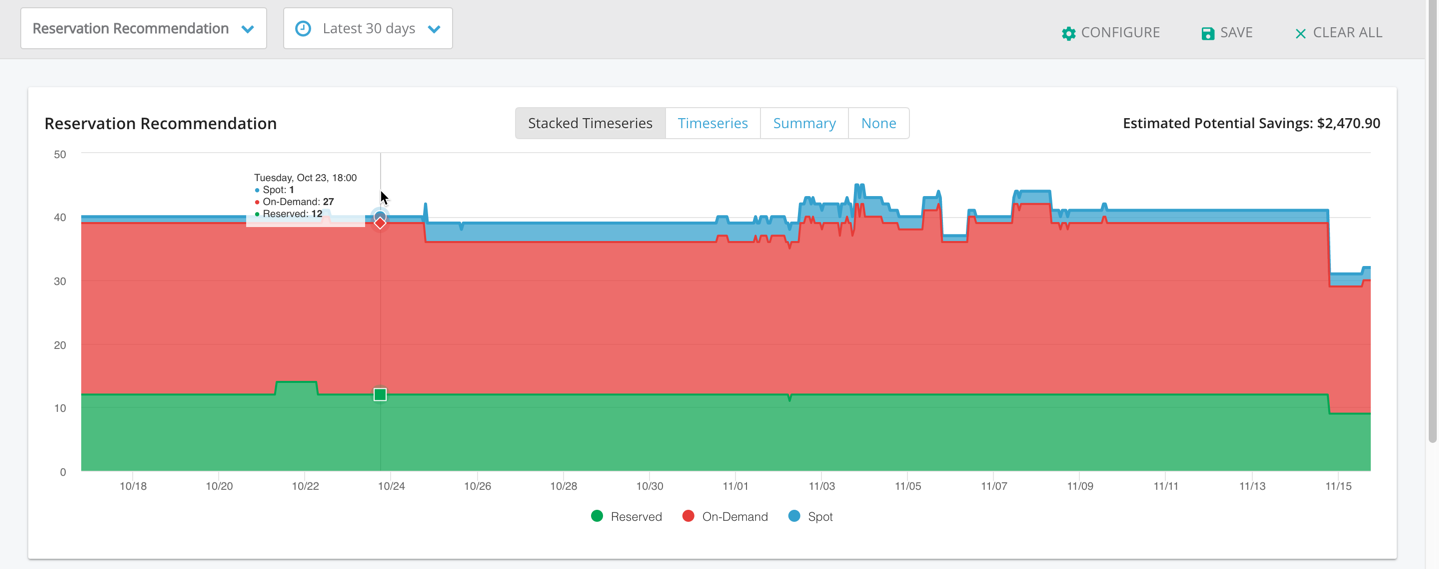 Reservation Recommendation
Latest 30 days
CONFIGURE
SAVE
CLEAR ALL
Reservation Recommendation
Stacked Timeseries
Timeseries
Summary
None
Estimated Potential Savings: $2,470.90
50
40
30
20
10
0
Tuesday, Oct 23, 18:00
Spot: 1
On-Demand: 27
Reserved: 12
10/18
10/20
10/22
10/24
10/26
10/28
10/30
11/01
11/03
11/05
11/07
11/09
11/11
11/13
11/15
Reserved
On-Demand
Spot